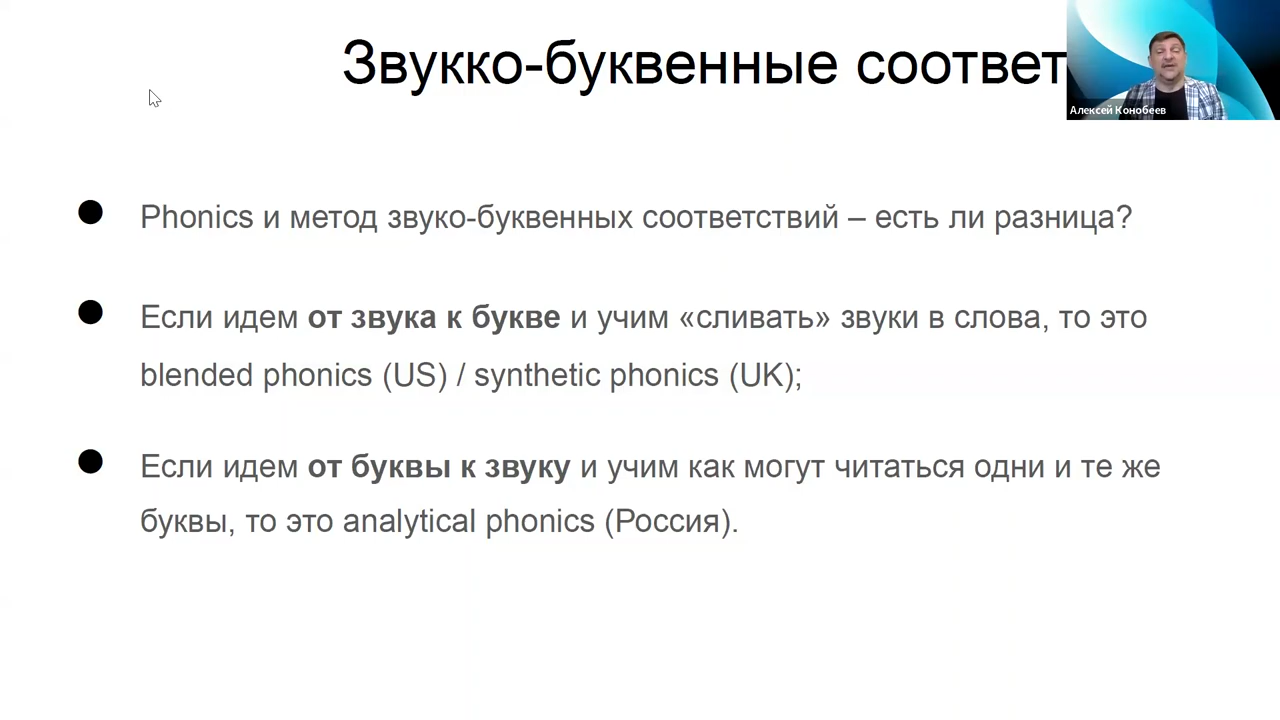 Звукко-буквенные соответ
Алексей Конобеев
● Phonics и метод звуко-буквенных соответствий – есть ли разница?
● Если идем от звука к букве и учим «сливать» звуки в слова, то это
blended phonics (US) / synthetic phonics (UK);
● Если идем от буквы к звуку и учим как могут читаться одни и те же
буквы, то это analytical phonics (Россия).